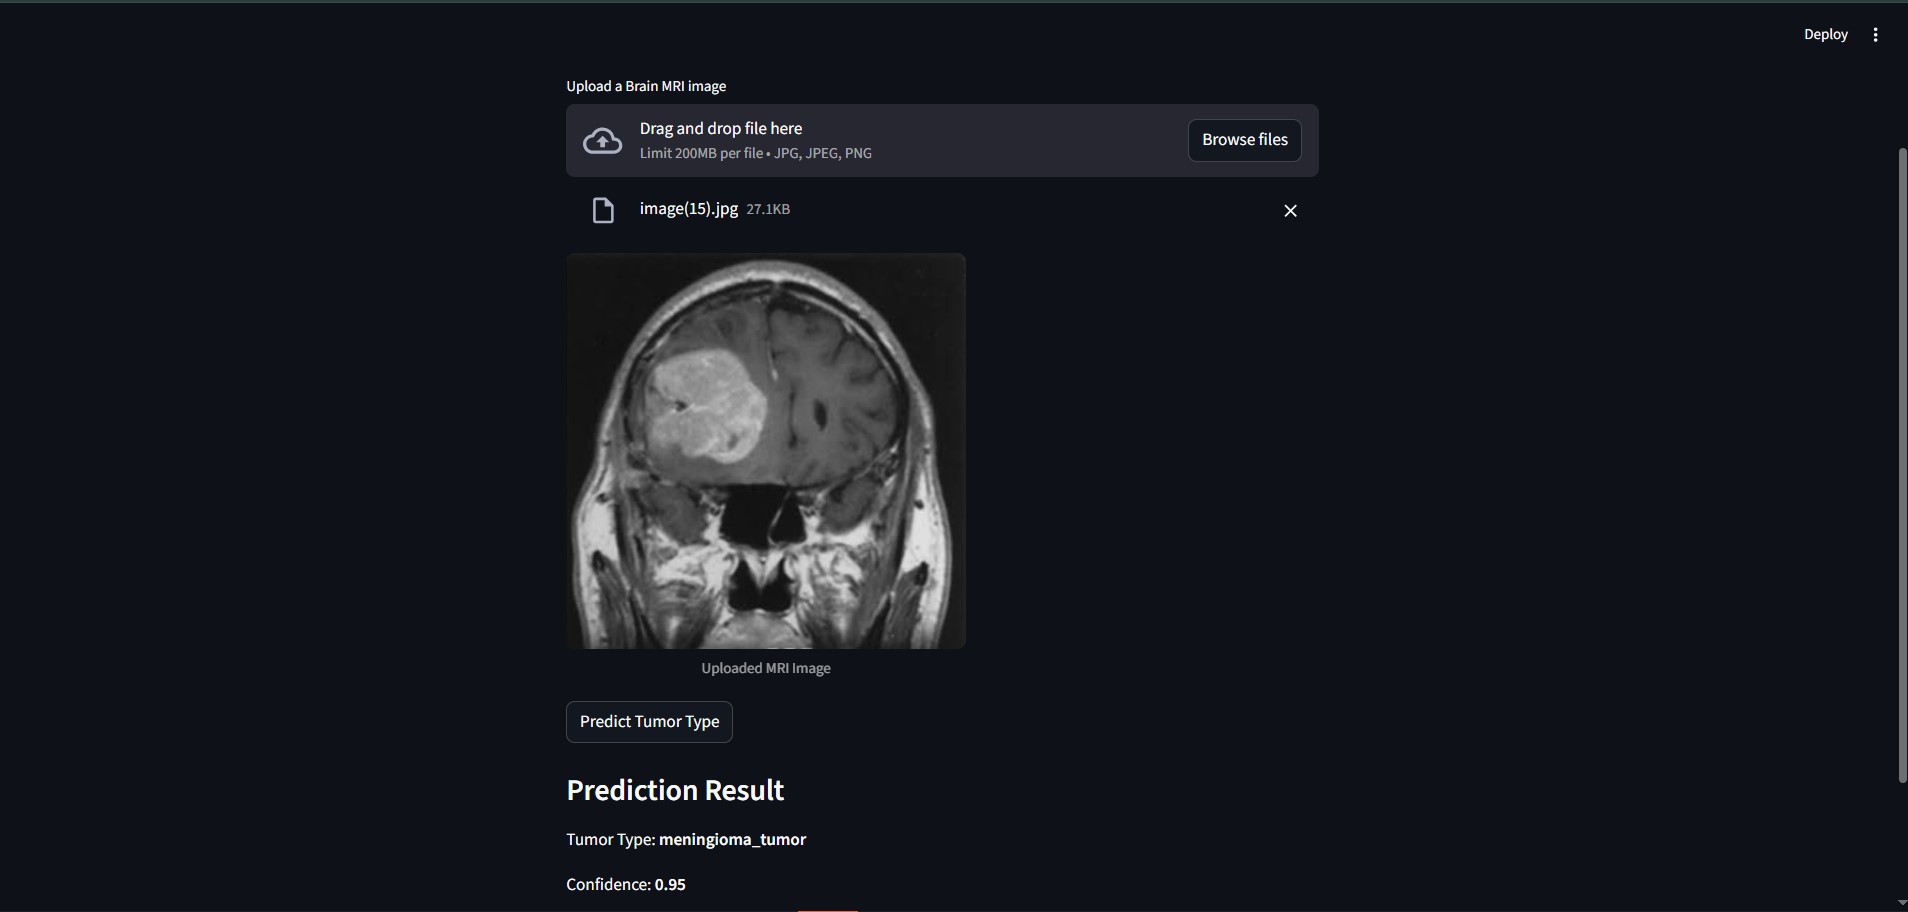 Deploy
Upload a Brain MRI image
Drag and drop file here
Limit 200MB per file • JPG, JPEG, PNG
Browse files
image(15).jpg 27.1KB
Uploaded MRI Image
Predict Tumor Type
Prediction Result
Tumor Type: meningioma_tumor
Confidence: 0.95